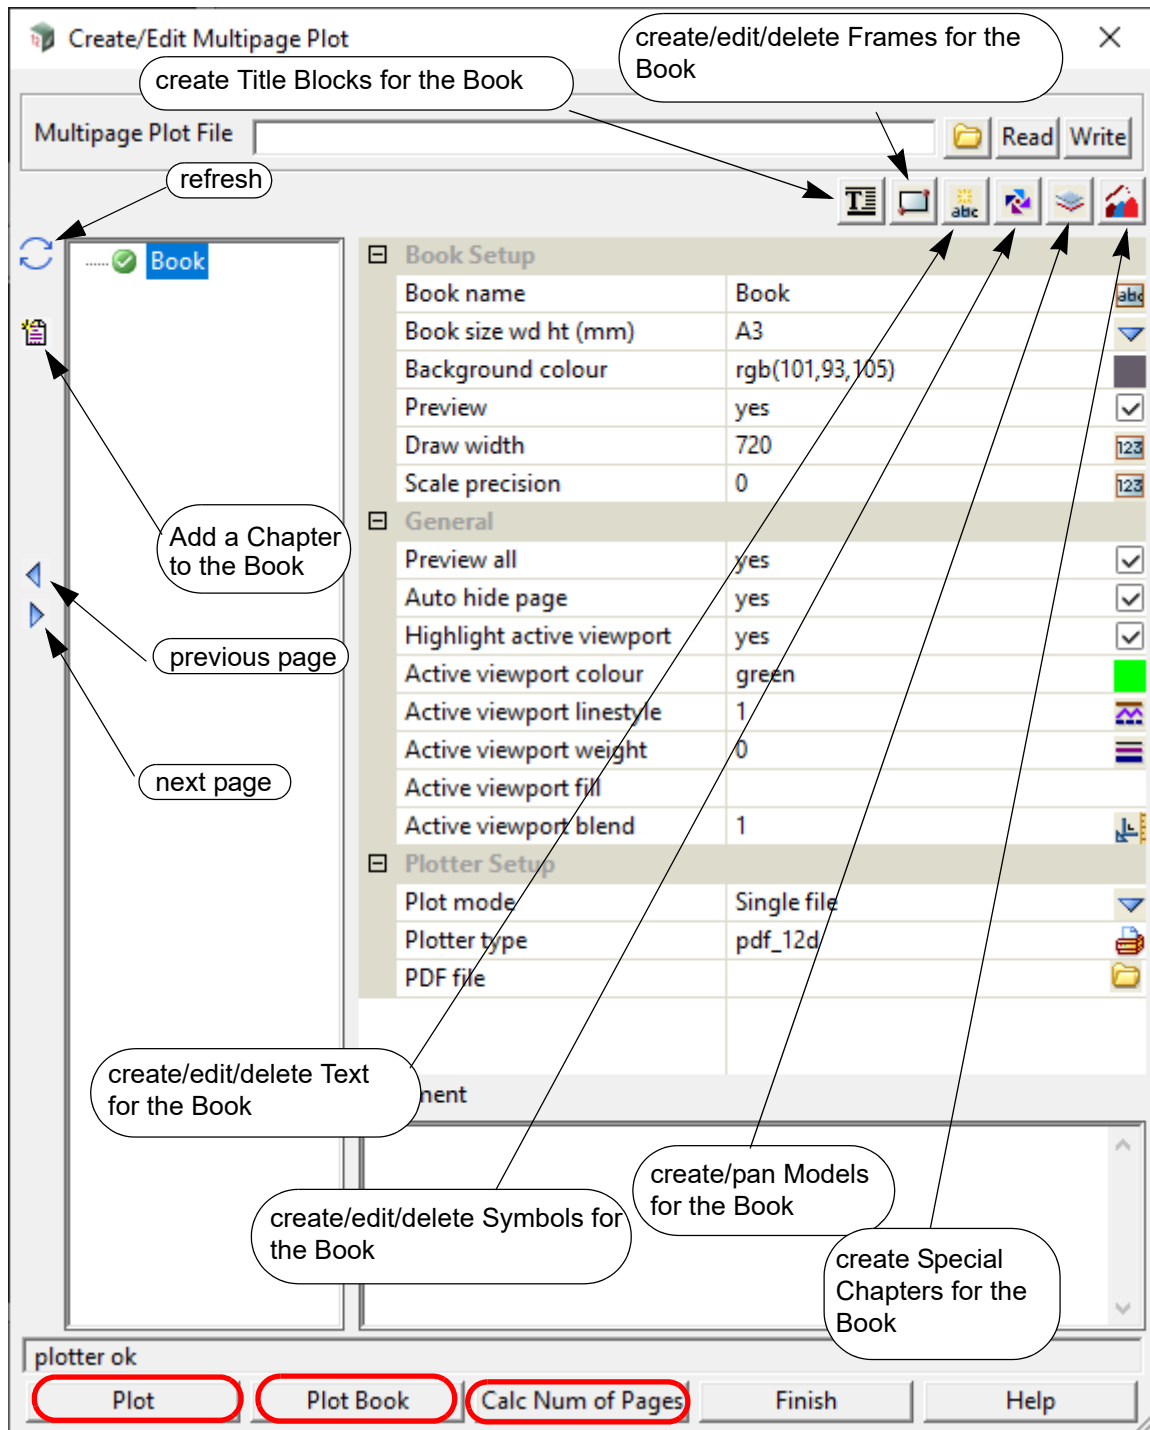 Create/Edit Multipage Plot
create/edit/delete Frames for the
Book
create Title Blocks for the Book
Multipage Plot File
Read
Write
refresh
T
abc
Book
Book Setup
Book name Book abc
Book size wd ht (mm) A3
Background colour rgb(101,93,105)
Preview yes
Draw width 720 123
Scale precision 0 123
General
Preview all yes
Auto hide page yes
Highlight active viewport yes
Active viewport colour green
Active viewport linestyle 1
Active viewport weight 0
Active viewport fill
Active viewport blend 1
Plotter Setup
Plot mode Single file
Plotter type pdf_12d
PDF file
Add a Chapter
to the Book
previous page
next page
create/edit/delete Text
for the Book
ment
create/pan Models
for the Book
create/edit/delete Symbols for
the Book
create Special
Chapters for the
Book
plotter ok
Plot
Plot Book
Calc Num of Pages
Finish
Help